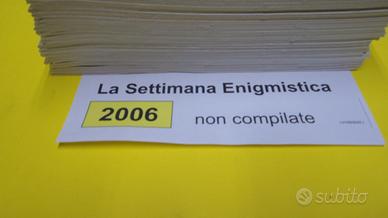 La Settimana Enigmistica
2006 non compilate
subito